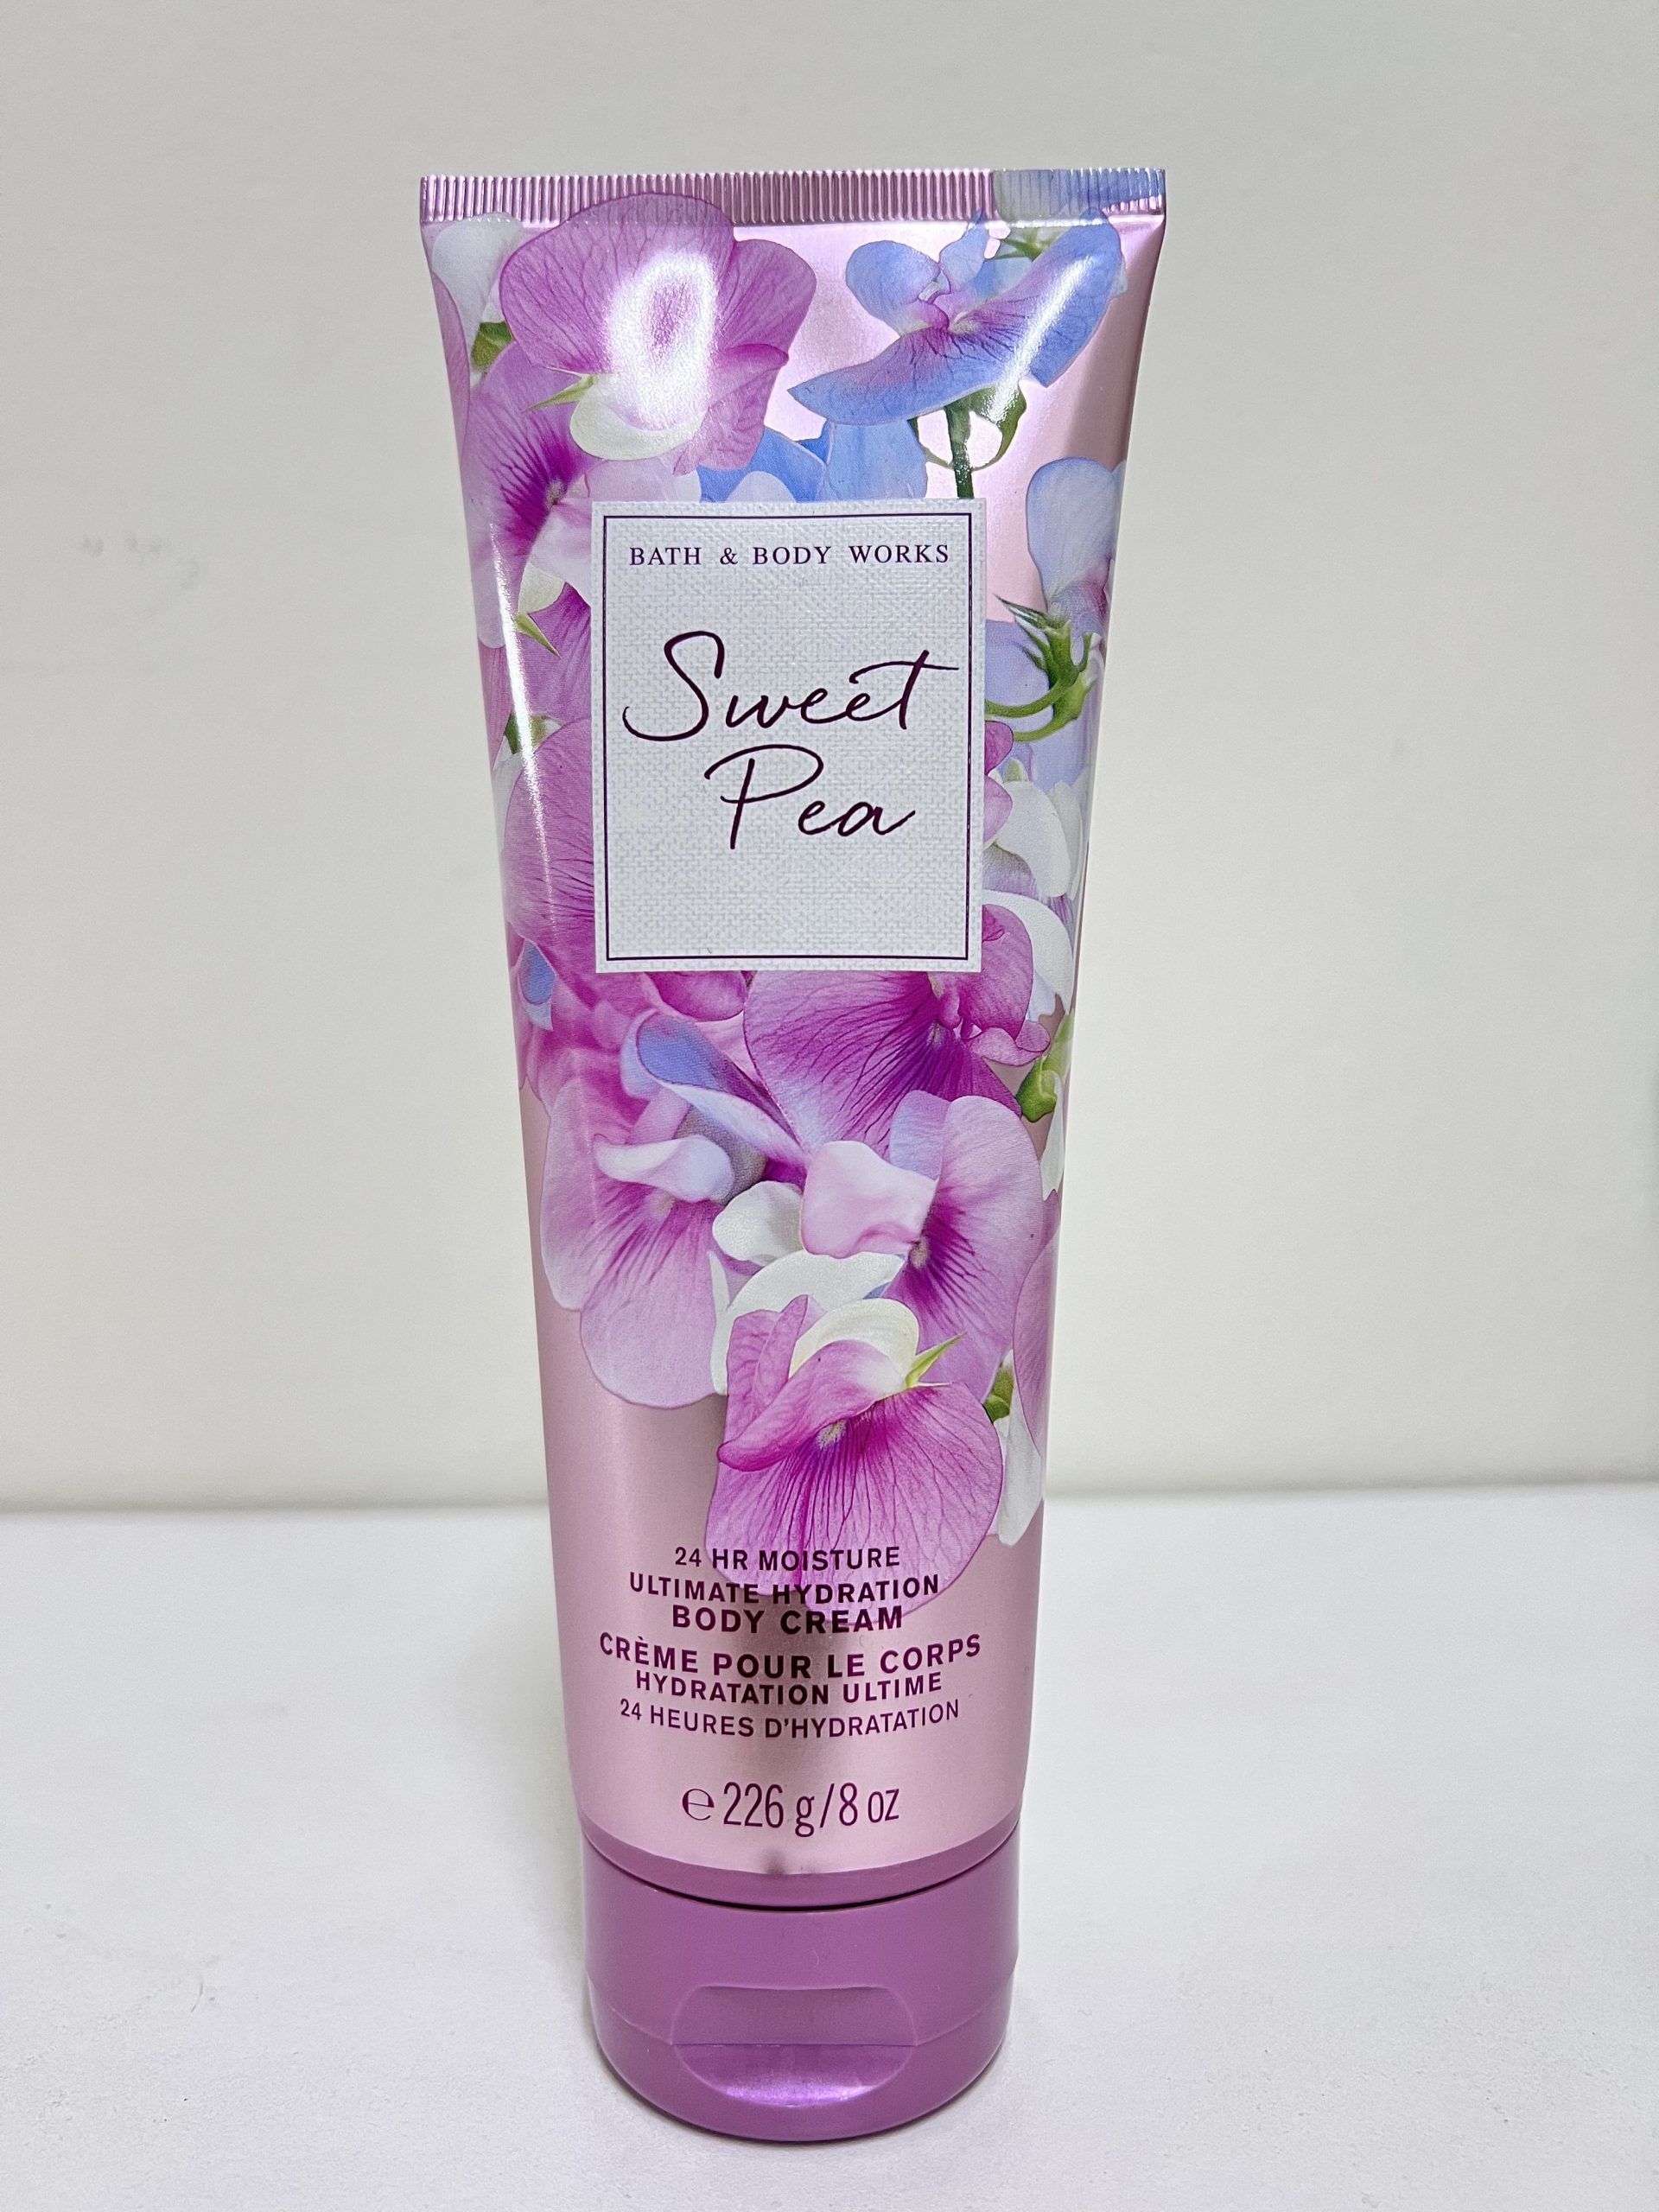 BATH & BODY WORKS
Sweet
Pea
24 HR MOISTURE
ULTIMATE HYDRATION
BODY CREAM
CRÈME POUR LE CORPS
HYDRATATION ULTIME
24 HEURES D'HYDRATATION
℮ 226 g/8 oz